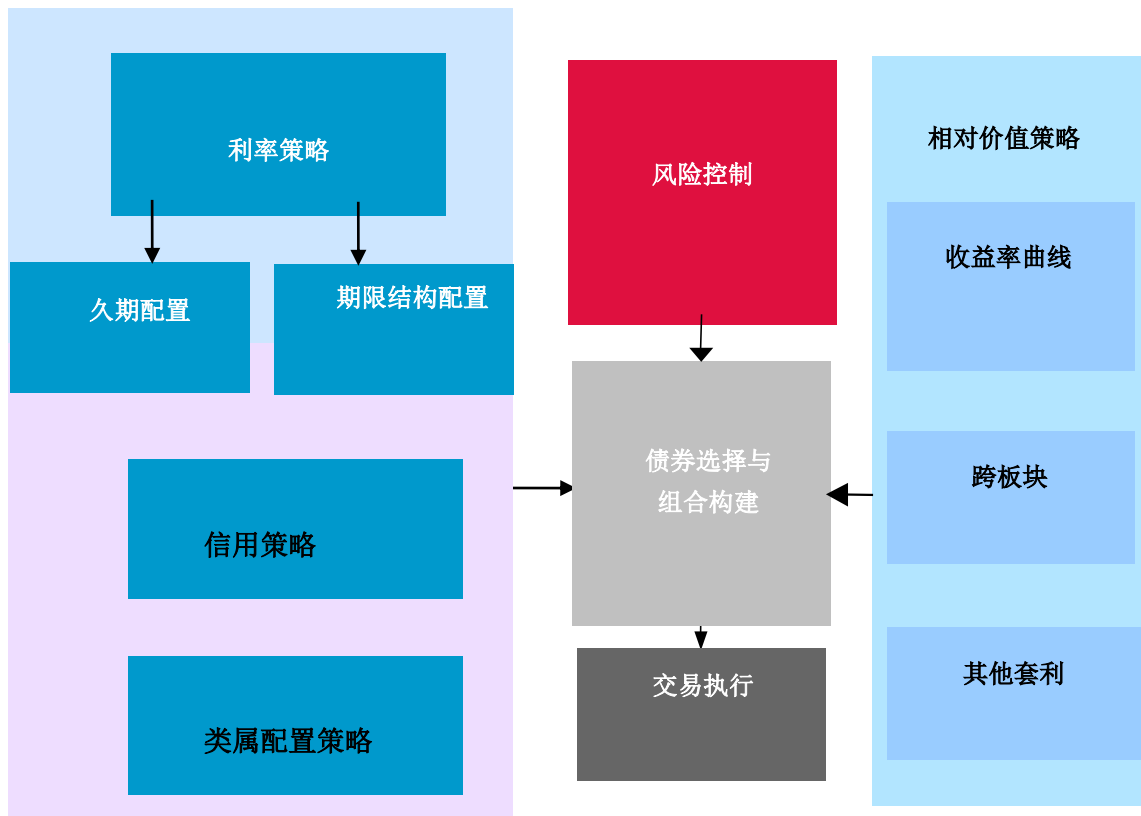 利率策略
久期配置
期限结构配置
信用策略
类属配置策略
风险控制
债券选择与
组合构建
交易执行
相对价值策略
收益率曲线
跨板块
其他套利